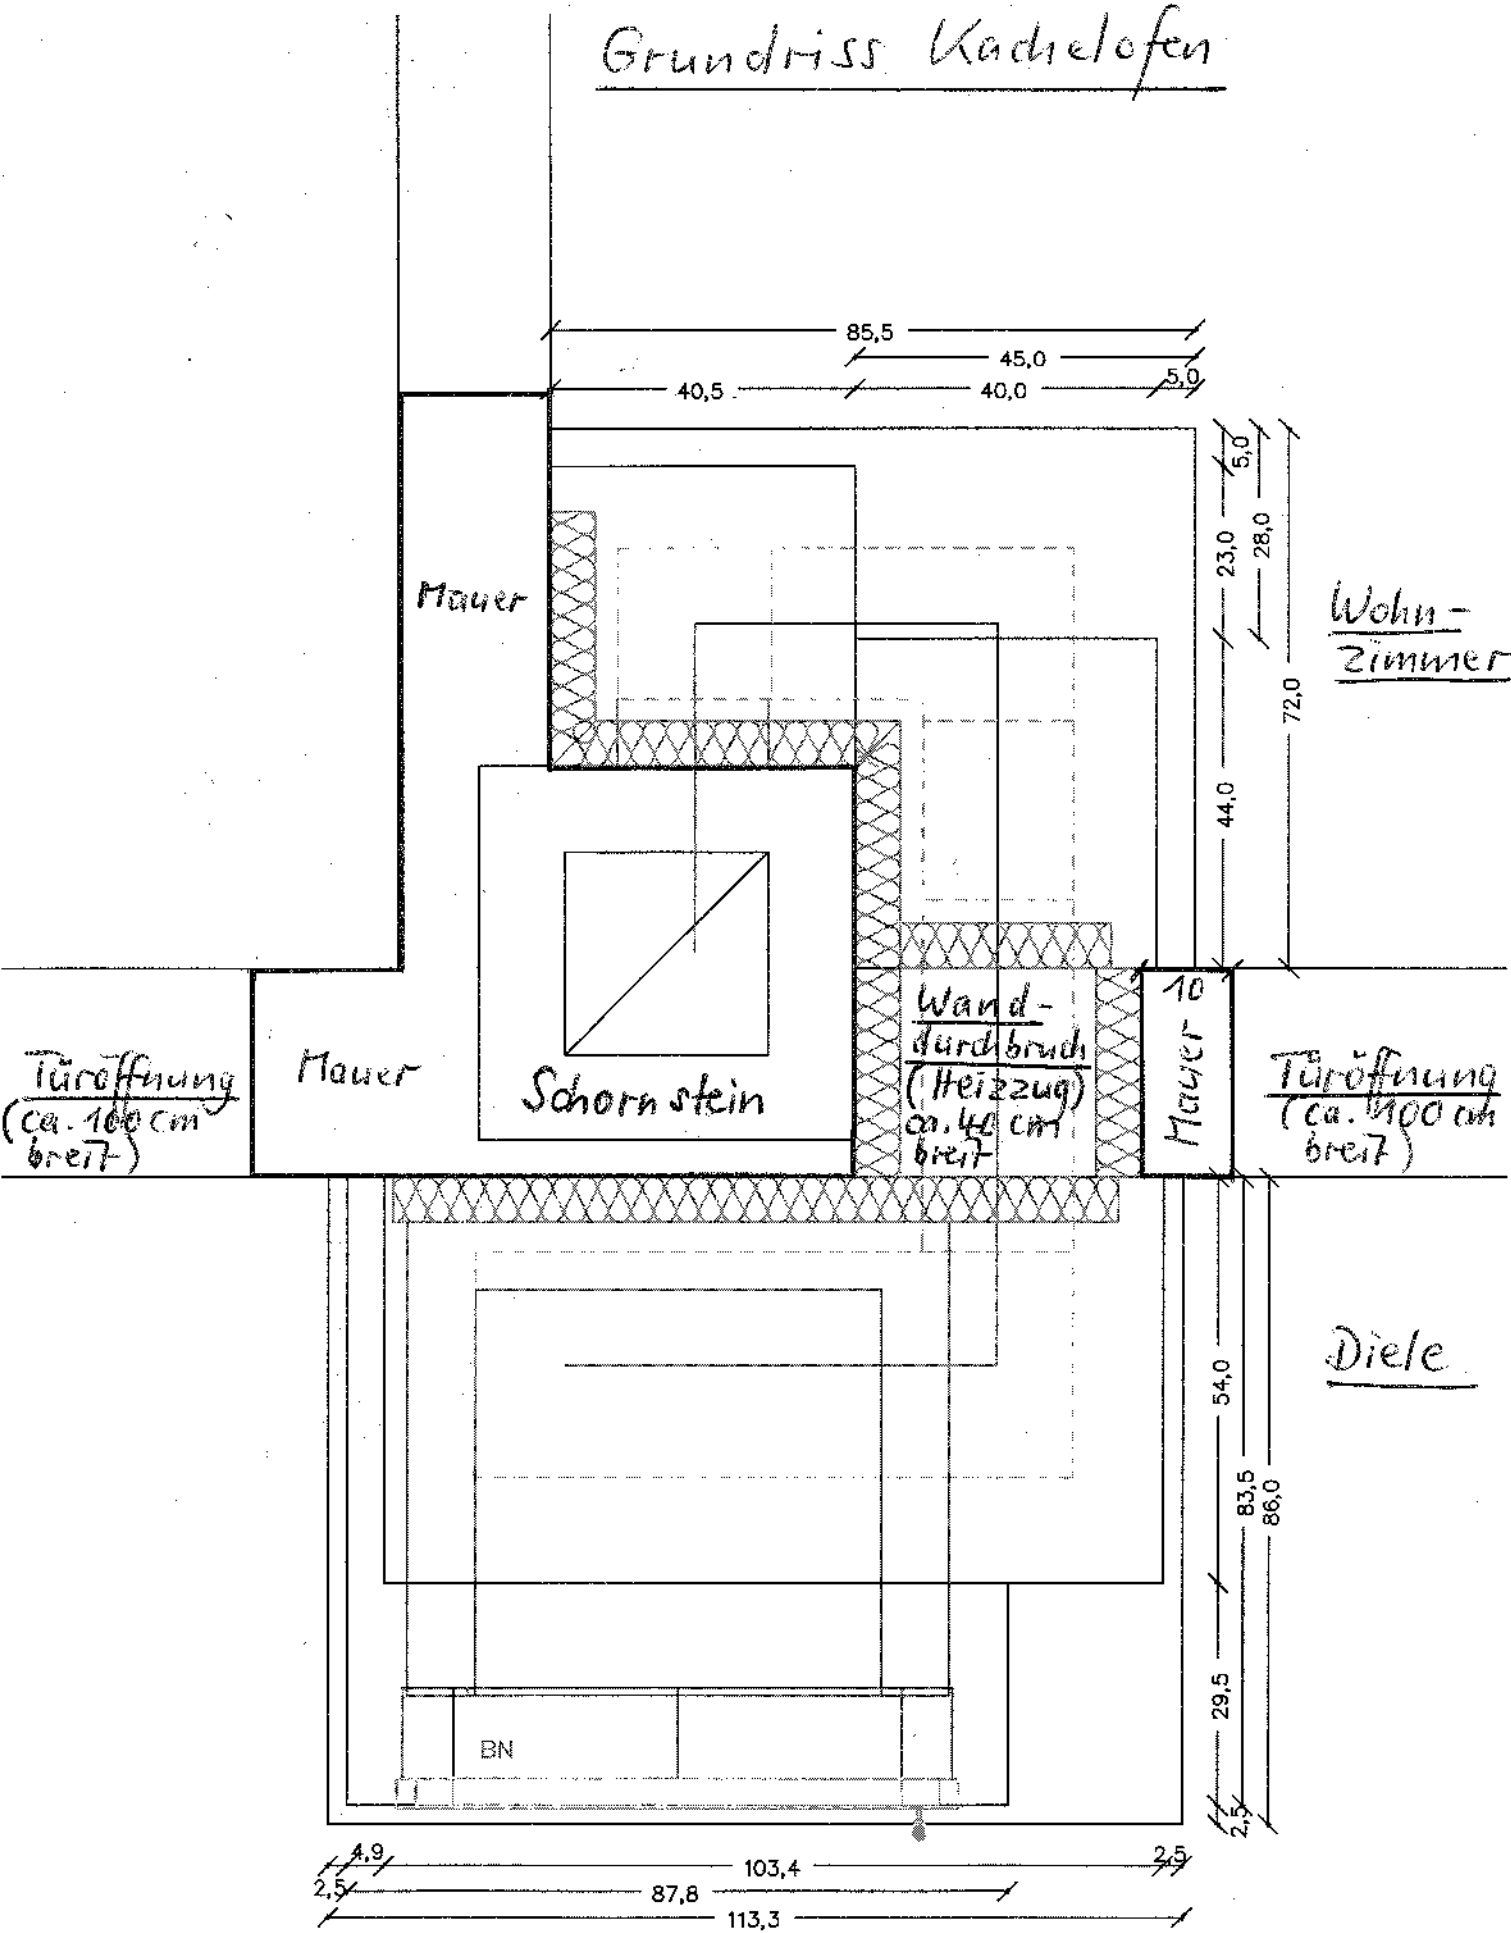 Grundriss Kachelofen
85,5
45,0
40,5
40,0
5,0
5,0
23,0
28,0
72,0
44,0
Mauer
Wohn-
zimmer
Türöffnung
(ca. 100 cm
breit)
Mauer
Schornstein
Wand-
durchbruch
(Heizzug)
breit
10
Mauer
Türöffnung
(ca. 100 cm
breit)
Diele
54,0
83,5
86,0
29,5
2,5
BN
4,9
103,4
2,5
2,5
87,8
113,3